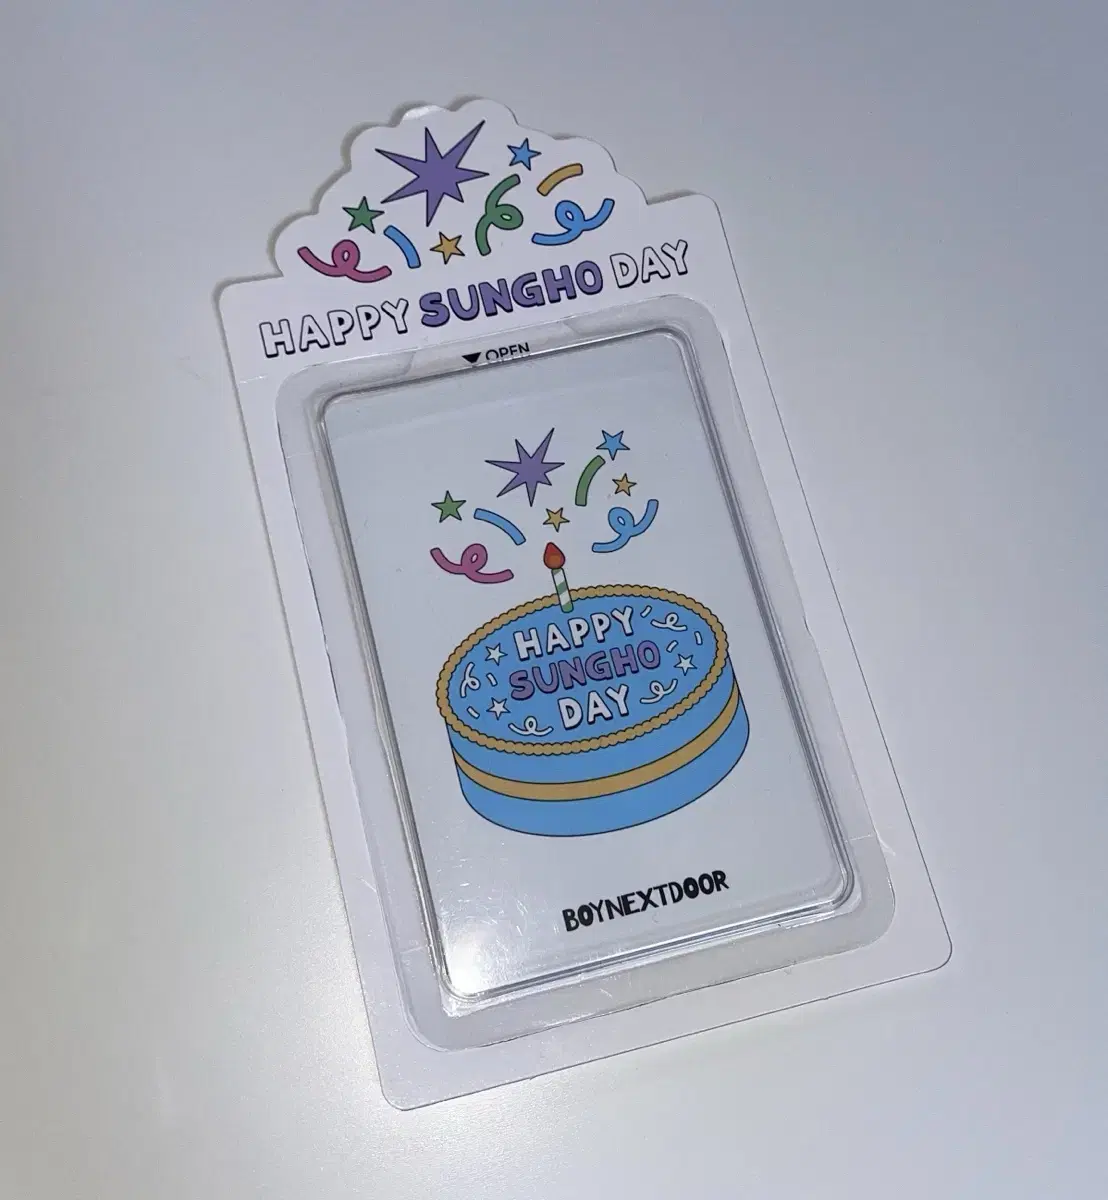 HAPPY SUNGHO DAY
▼ OPEN
HAPPY
SUNGHO
DAY
BOYNEXTDOOR